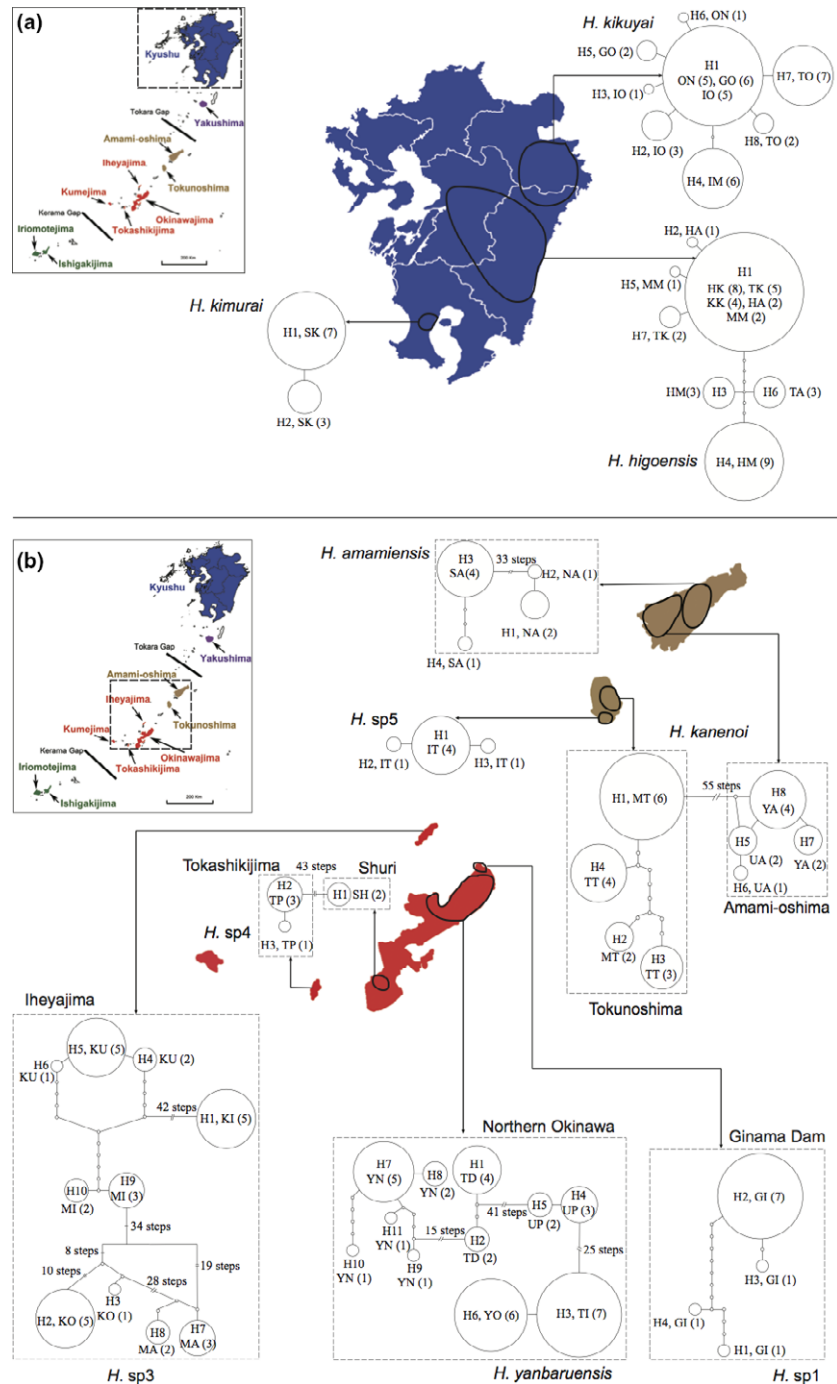 (a)
Kyushu
Yakushima
Tokara Gap
Amami-oshima
Iheyajima
Tokunoshima
Kumejima
Kerama Gap
Okinawajima
Iriomotejima
Tokashikijima
Ishigakijima
H. kikuyai
H6, ON (1)
H5, GO (2)
H1
ON (5), GO (6)
IO (5)
H7, TO (7)
H3, IO (1)
H2, IO (3)
H8, TO (2)
H4, IM (6)
H2, HA (1)
H5, MM (1)
H1
HK (8), TK (5)
KK (4), HA (2)
MM (2)
H7, TK (2)
HM(3)
H3
H6
TA (3)
H4, HM (9)
H. higoensis
H. kimurai
H1, SK (7)
H2, SK (3)
(b)
Kyushu
Yakushima
Tokara Gap
Amami-oshima
Iheyajima
Tokunoshima
Kumejima
Kerama Gap
Okinawajima
Iriomotejima
Tokashikijima
Ishigakijima
200 Km
H. amamiensis
H3
SA(4)
33 steps
H2, NA (1)
H1, NA (2)
H4, SA (1)
H. sp5
H1
IT (4)
H2, IT (1)
H3, IT (1)
H. kanenoi
H1, MT (6)
55 steps
H8
YA (4)
H5
UA (2)
H7
YA (2)
H6, UA (1)
Amami-oshima
H4
TT (4)
H2
MT (2)
H3
TT (3)
Tokunoshima
Tokashikijima
43 steps
Shuri
H2
TP (3)
H1
SH (2)
H3, TP (1)
H. sp4
Iheyajima
H5, KU (5)
H4
KU (2)
H6
KU (1)
42 steps
H1, KI (5)
H10
MI (2)
H9
MI (3)
34 steps
8 steps
10 steps
19 steps
28 steps
H3
KO (1)
H2, KO (5)
H8
MA (2)
H7
MA (3)
H. sp3
Northern Okinawa
H7
YN (5)
H8
YN (2)
H1
TD (4)
41 steps
H5
UP (2)
H4
UP (3)
H11
YN (1)
15 steps
H2
TD (2)
H10
YN (1)
H9
YN (1)
25 steps
H6, YO (6)
H3, TI (7)
H. yanbaruensis
Ginama Dam
H2, GI (7)
H3, GI (1)
H4, GI (1)
H1, GI (1)
H. sp1